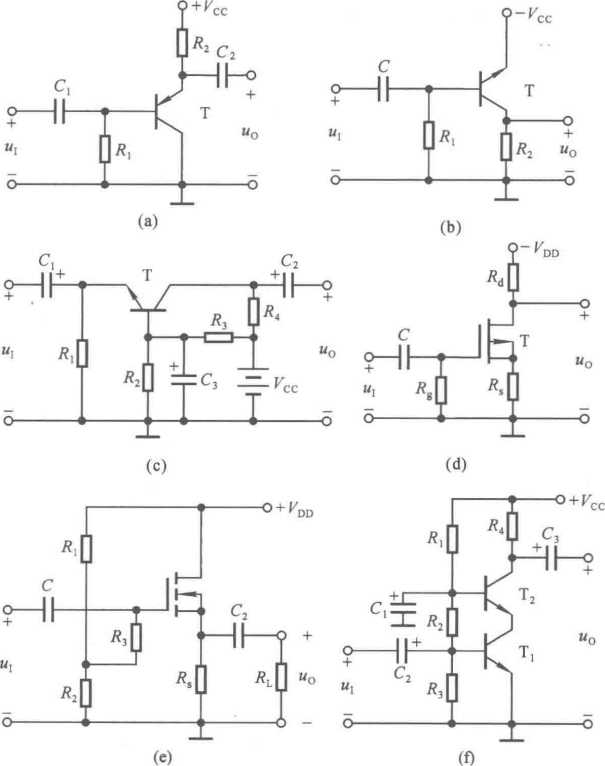 +V_CC
R_2
C_2
C_1
T
+
+
u_I
R_1
u_O
−
−
(a)
−V_CC
C
T
+
+
u_I
R_1
R_2
u_O
−
−
(b)
C_1 +
T
C_2
+
+
+
R_3
R_4
u_I
R_1
R_2
+
C_3
V_CC
u_O
−
−
(c)
−V_DD
R_d
+
C
T
u_O
+
u_I
R_g
R_s
−
−
(d)
+V_DD
R_1
C
C_2
+
+
R_3
u_I
R_2
R_s
R_L
u_O
−
−
(e)
+V_CC
R_1
R_4
C_3
+
+
+
C_1
T_2
R_2
+
T_1
u_O
+
C_2
u_I
R_3
−
−
(f)